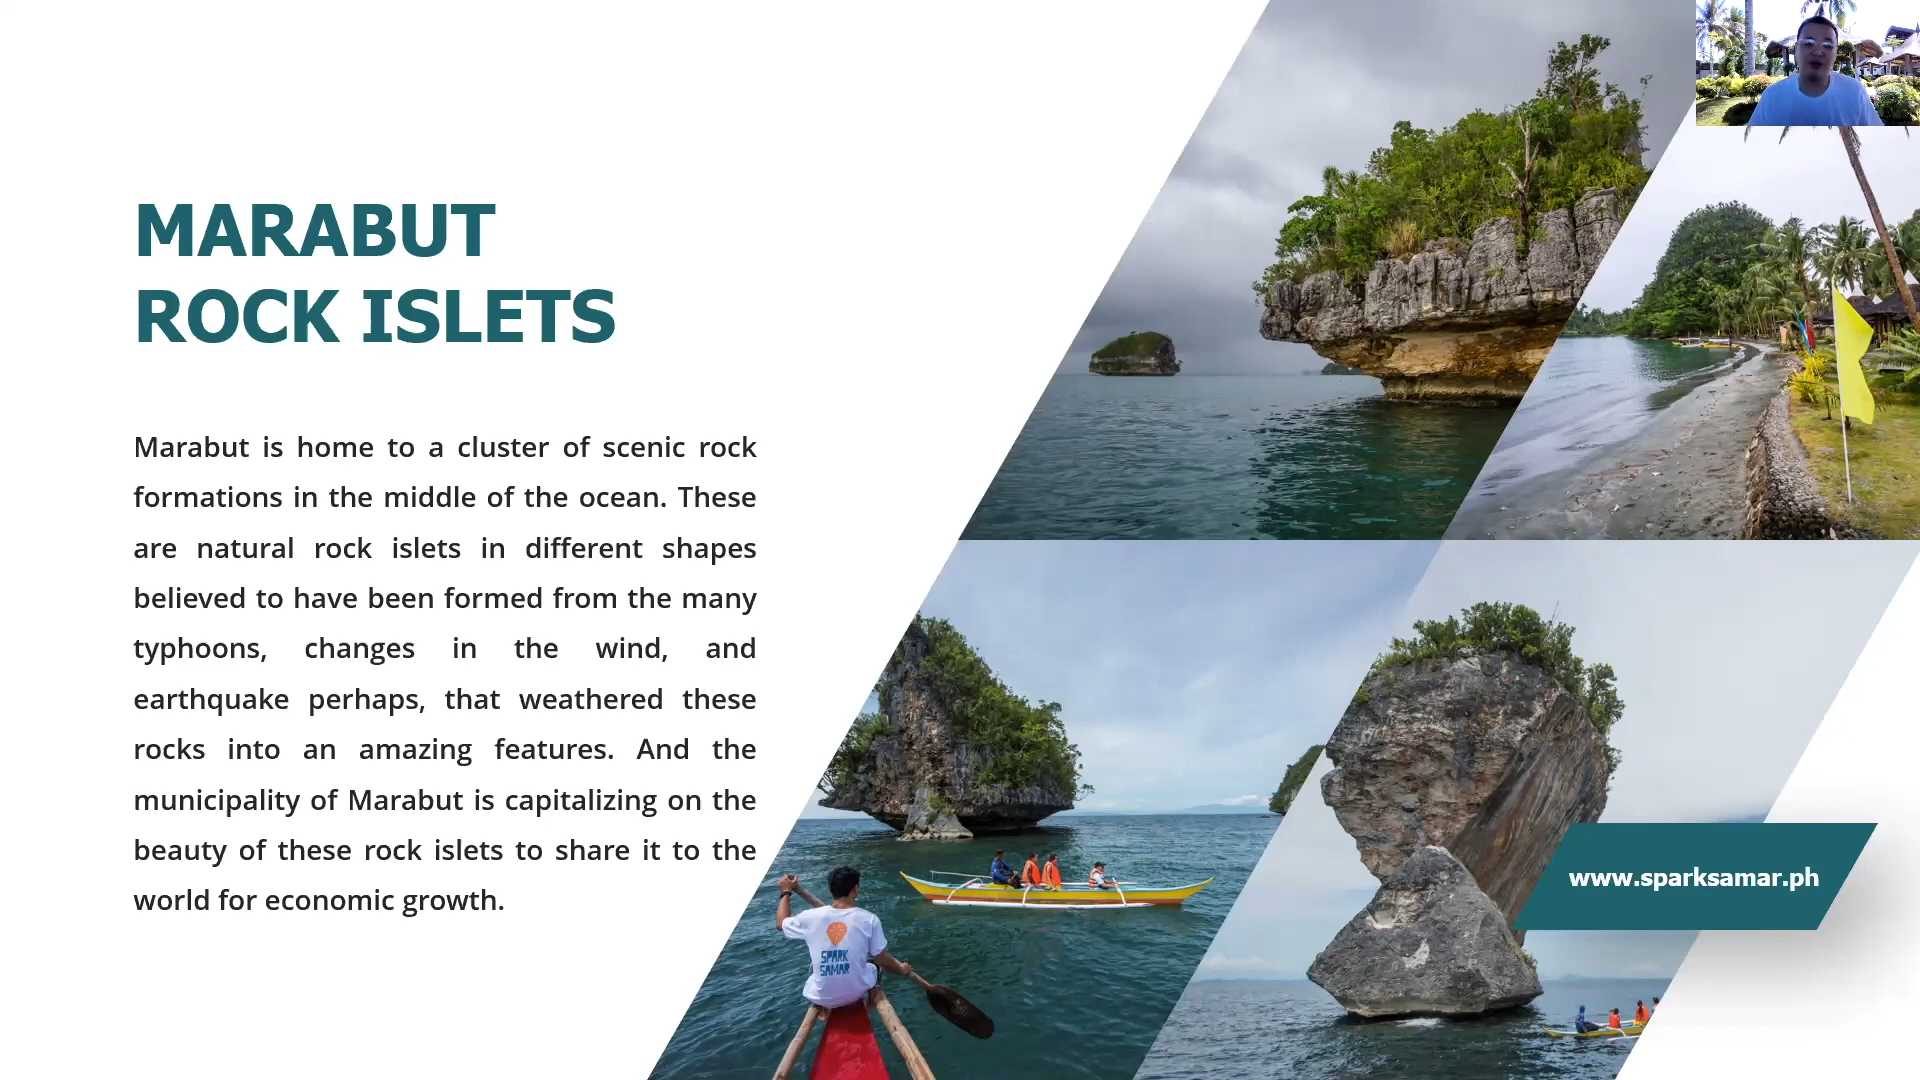 MARABUT
ROCK ISLETS
Marabut is home to a cluster of scenic rock
formations in the middle of the ocean. These
are natural rock islets in different shapes
believed to have been formed from the many
typhoons, changes in the wind, and
earthquake perhaps, that weathered these
rocks into an amazing features. And the
municipality of Marabut is capitalizing on the
beauty of these rock islets to share it to the
world for economic growth.
SPARK
SAMAR
www.sparksamar.ph